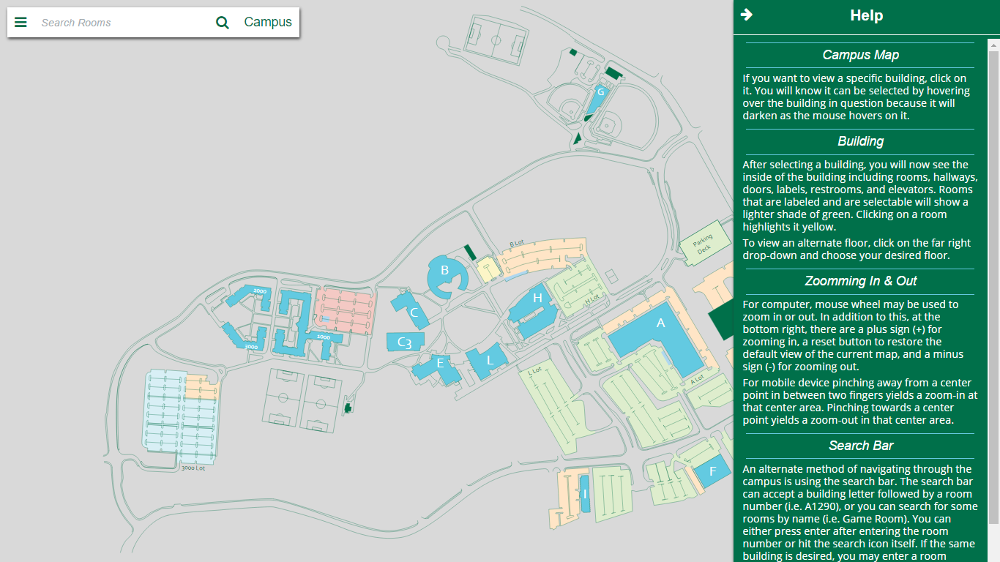 Search Rooms
Campus
Help
Campus Map
If you want to view a specific building, click on
it. You will know it can be selected by hovering
over the building in question because it will
darken as the mouse hovers on it.
Building
After selecting a building, you will now see the
inside of the building including rooms, hallways,
doors, labels, restrooms, and elevators. Rooms
that are labeled and are selectable will show a
lighter shade of green. Clicking on a room
highlights it yellow.
To view an alternate floor, click on the far right
drop-down and choose your desired floor.
Zoomming In & Out
For computer, mouse wheel may be used to
zoom in or out. In addition to this, at the
bottom right, there are a plus sign (+) for
zooming in, a reset button to restore the
default view of the current map, and a minus
sign (-) for zooming out.
For mobile device pinching away from a center
point in between two fingers yields a zoom-in at
that center area. Pinching towards a center
point yields a zoom-out in that center area.
Search Bar
An alternate method of navigating through the
campus is using the search bar. The search bar
can accept a building letter followed by a room
number (i.e. A1290), or you can search for some
rooms by name (i.e. Game Room). You can
either press enter after entering the room
number or hit the search icon itself. If the same
building is desired, you may enter a room
G
B Lot
Parking
Deck
B
2000
H
H Lot
C
A
1000
3000
C3
E
L
L Lot
A Lot
3000 Lot
F
I